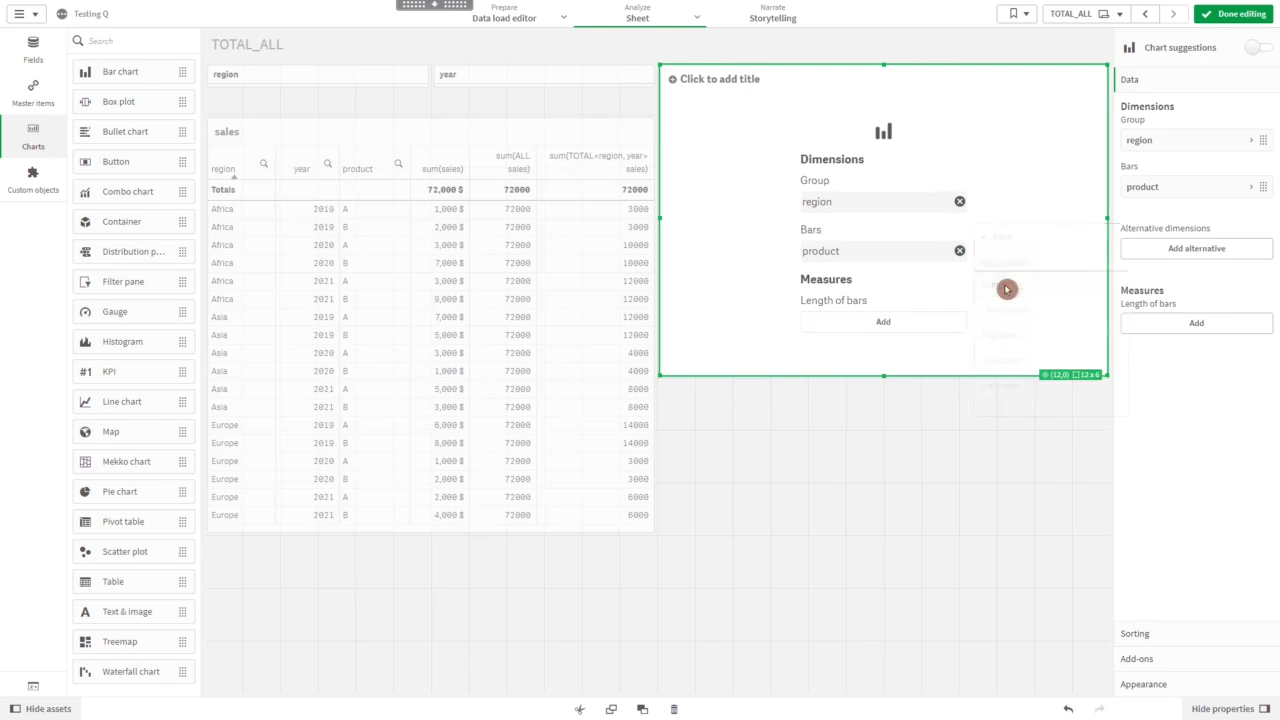 Testing Q
Prepare
Data load editor
Analyze
Sheet
Narrate
Storytelling
TOTAL_ALL
Done editing
Fields
Master items
Charts
Custom objects
Search
Bar chart
Box plot
Bullet chart
Button
Combo chart
Container
Distribution p...
Filter pane
Gauge
Histogram
#1 KPI
Line chart
Map
Mekko chart
Pie chart
Pivot table
Scatter plot
Table
A Text & image
Treemap
Waterfall chart
TOTAL_ALL
region
year
sales
region year product sum(sales) sum(ALL sales) sum(TOTAL<region, year> sales)
Totals 72,000 $ 72000 72000
Africa 2019 A 1,000 $ 72000 3000
Africa 2019 B 2,000 $ 72000 3000
Africa 2020 A 3,000 $ 72000 10000
Africa 2020 B 7,000 $ 72000 10000
Africa 2021 A 3,000 $ 72000 12000
Africa 2021 B 9,000 $ 72000 12000
Asia 2019 A 7,000 $ 72000 12000
Asia 2019 B 5,000 $ 72000 12000
Asia 2020 A 3,000 $ 72000 4000
Asia 2020 B 1,000 $ 72000 4000
Asia 2021 A 5,000 $ 72000 8000
Asia 2021 B 3,000 $ 72000 8000
Europe 2019 A 6,000 $ 72000 14000
Europe 2019 B 8,000 $ 72000 14000
Europe 2020 A 1,000 $ 72000 3000
Europe 2020 B 2,000 $ 72000 3000
Europe 2021 A 2,000 $ 72000 6000
Europe 2021 B 4,000 $ 72000 6000
Click to add title
Dimensions
Group
region
Bars
product
Measures
Length of bars
Add
(12,0) 12 x 6
Chart suggestions
Data
Dimensions
Group
region
Bars
product
Alternative dimensions
Add alternative
Measures
Length of bars
Add
Sorting
Add-ons
Appearance
Hide assets
Hide properties